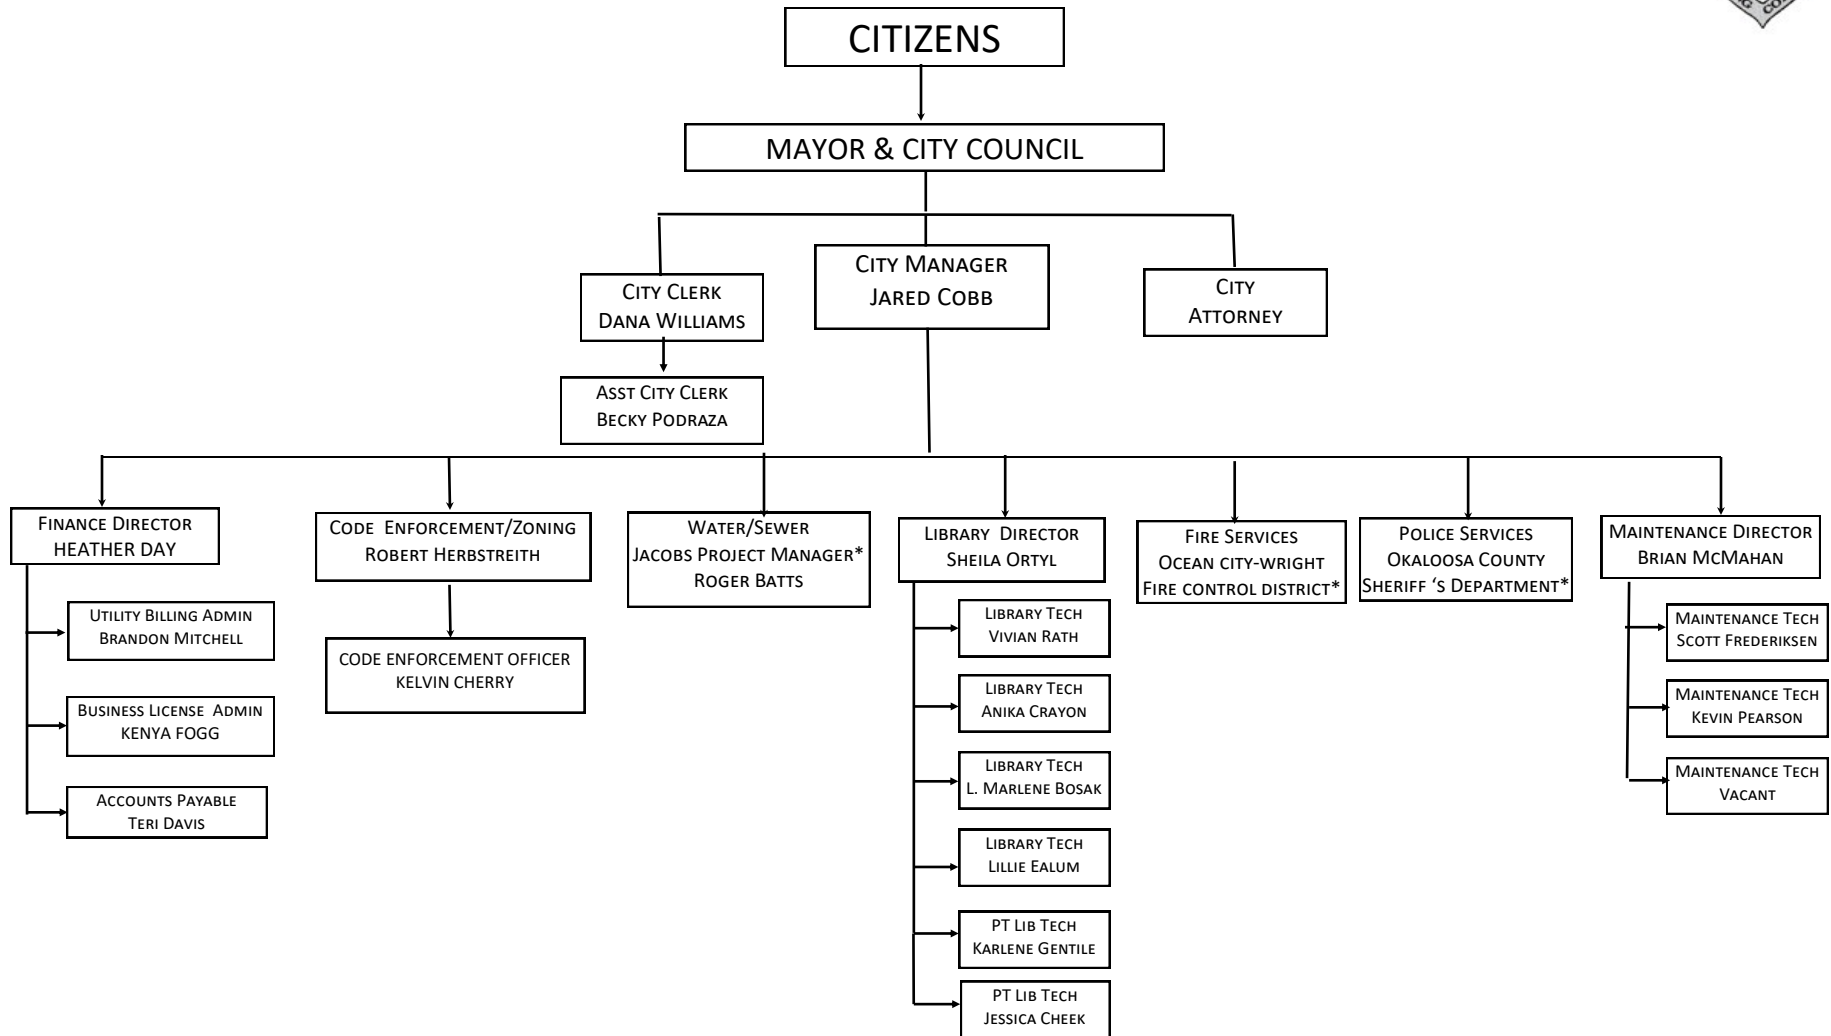 CITIZENS
MAYOR & CITY COUNCIL
CITY CLERK
DANA WILLIAMS
CITY MANAGER
JARED COBB
CITY
ATTORNEY
ASST CITY CLERK
BECKY PODRAZA
FINANCE DIRECTOR
HEATHER DAY
UTILITY BILLING ADMIN
BRANDON MITCHELL
BUSINESS LICENSE ADMIN
KENYA FOGG
ACCOUNTS PAYABLE
TERI DAVIS
CODE ENFORCEMENT/ZONING
ROBERT HERBSTREITH
CODE ENFORCEMENT OFFICER
KELVIN CHERRY
WATER/SEWER
JACOBS PROJECT MANAGER*
ROGER BATTS
LIBRARY DIRECTOR
SHEILA ORTYL
LIBRARY TECH
VIVIAN RATH
LIBRARY TECH
ANIKA CRAYON
LIBRARY TECH
L. MARLENE BOSAK
LIBRARY TECH
LILLIE EALUM
PT LIB TECH
KARLENE GENTILE
PT LIB TECH
JESSICA CHEEK
FIRE SERVICES
OCEAN CITY-WRIGHT
FIRE CONTROL DISTRICT*
POLICE SERVICES
OKALOOSA COUNTY
SHERIFF ‘S DEPARTMENT*
MAINTENANCE DIRECTOR
BRIAN MCMAHAN
MAINTENANCE TECH
SCOTT FREDERIKSEN
MAINTENANCE TECH
KEVIN PEARSON
MAINTENANCE TECH
VACANT